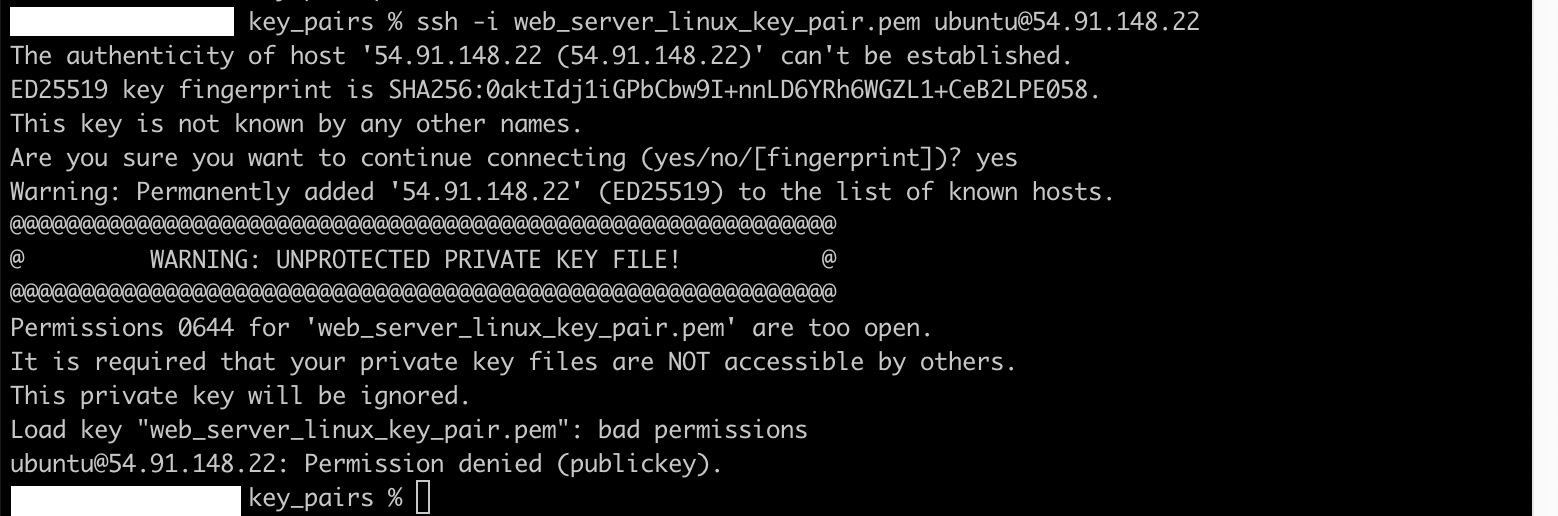 key_pairs % ssh -i web_server_linux_key_pair.pem ubuntu@54.91.148.22
The authenticity of host '54.91.148.22 (54.91.148.22)' can't be established.
ED25519 key fingerprint is SHA256:0aktIdj1iGPbCbw9I+nnLD6YRh6WGZL1+CeB2LPE058.
This key is not known by any other names.
Are you sure you want to continue connecting (yes/no/[fingerprint])? yes
Warning: Permanently added '54.91.148.22' (ED25519) to the list of known hosts.
@@@@@@@@@@@@@@@@@@@@@@@@@@@@@@@@@@@@@@@@@@@@@@@@@@@@@@@@@@@
@         WARNING: UNPROTECTED PRIVATE KEY FILE!          @
@@@@@@@@@@@@@@@@@@@@@@@@@@@@@@@@@@@@@@@@@@@@@@@@@@@@@@@@@@@
Permissions 0644 for 'web_server_linux_key_pair.pem' are too open.
It is required that your private key files are NOT accessible by others.
This private key will be ignored.
Load key "web_server_linux_key_pair.pem": bad permissions
ubuntu@54.91.148.22: Permission denied (publickey).
key_pairs %